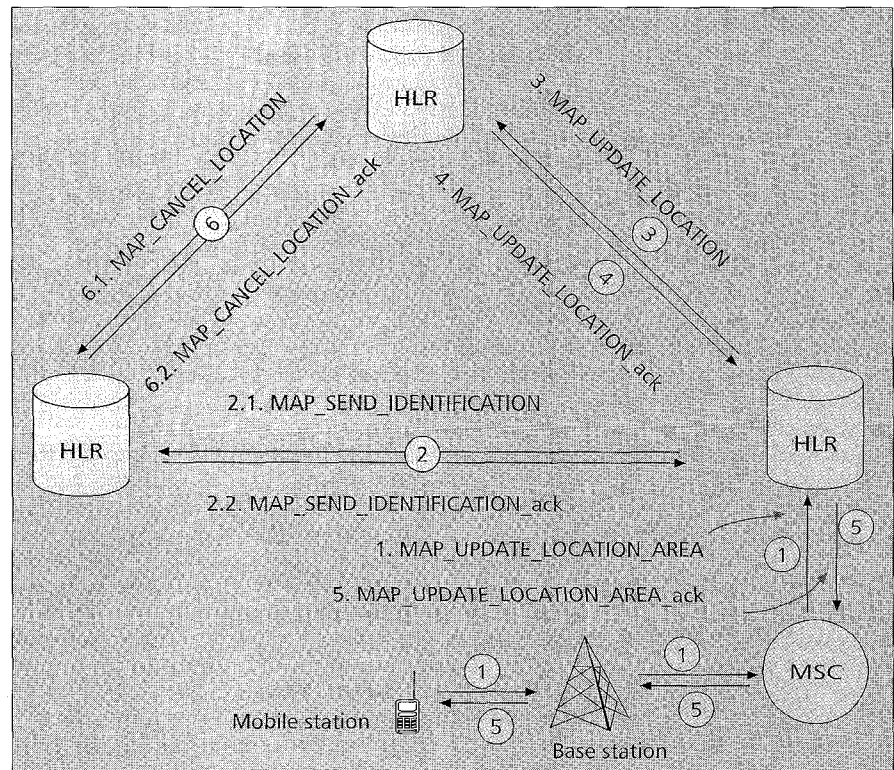 HLR
6.1. MAP_CANCEL_LOCATION
6
6.2. MAP_CANCEL_LOCATION_ack
3. MAP_UPDATE_LOCATION
3
4
4. MAP_UPDATE_LOCATION_ack
HLR
2.1. MAP_SEND_IDENTIFICATION
2
2.2. MAP_SEND_IDENTIFICATION_ack
HLR
1. MAP_UPDATE_LOCATION_AREA
1
5
5. MAP_UPDATE_LOCATION_AREA_ack
Mobile station
1
5
Base station
1
5
MSC